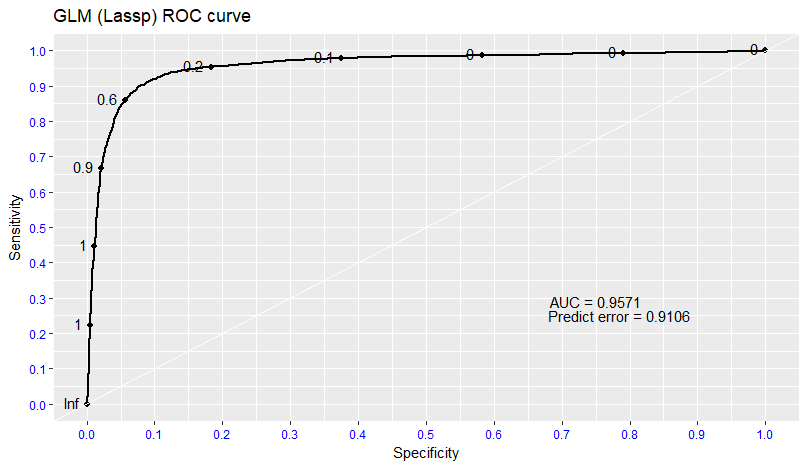 GLM (Lassp) ROC curve
1.0
0.9
0.8
0.7
0.6
0.5
0.4
0.3
0.2
0.1
0.0
Sensitivity
Inf
1
1
0.9
0.6
0.2
0.1
0
0
0
AUC = 0.9571
Predict error = 0.9106
0.0 0.1 0.2 0.3 0.4 0.5 0.6 0.7 0.8 0.9 1.0
Specificity